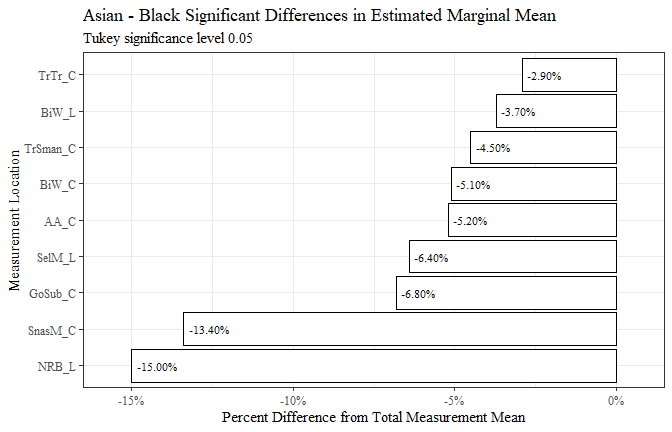 Asian - Black Significant Differences in Estimated Marginal Mean
Tukey significance level 0.05
Measurement Location
TrTr_C -2.90%
BiW_L -3.70%
TrSman_C -4.50%
BiW_C -5.10%
AA_C -5.20%
SelM_L -6.40%
GoSub_C -6.80%
SnasM_C -13.40%
NRB_L -15.00%
-15% -10% -5% 0%
Percent Difference from Total Measurement Mean